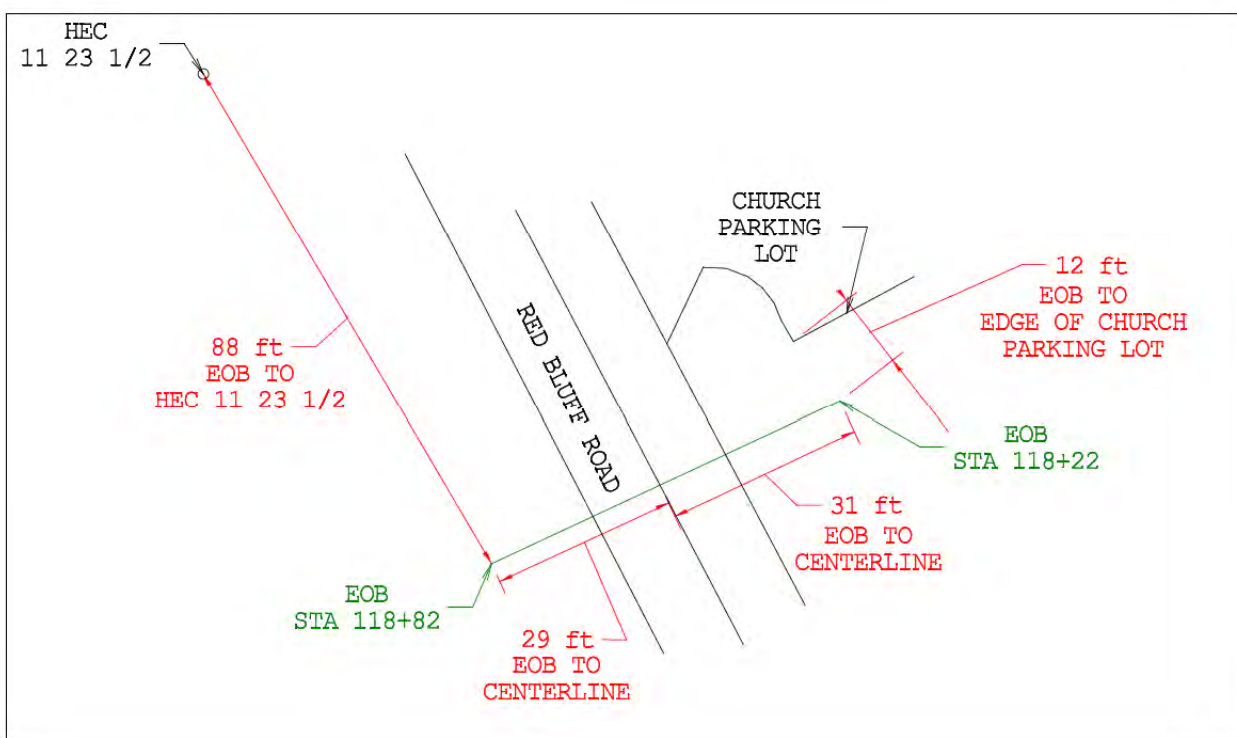 HEC
11 23 1/2
CHURCH
PARKING
LOT
12 ft
EOB TO
EDGE OF CHURCH
PARKING LOT
RED BLUFF ROAD
88 ft
EOB TO
HEC 11 23 1/2
EOB
STA 118+22
31 ft
EOB TO
CENTERLINE
EOB
STA 118+82
29 ft
EOB TO
CENTERLINE